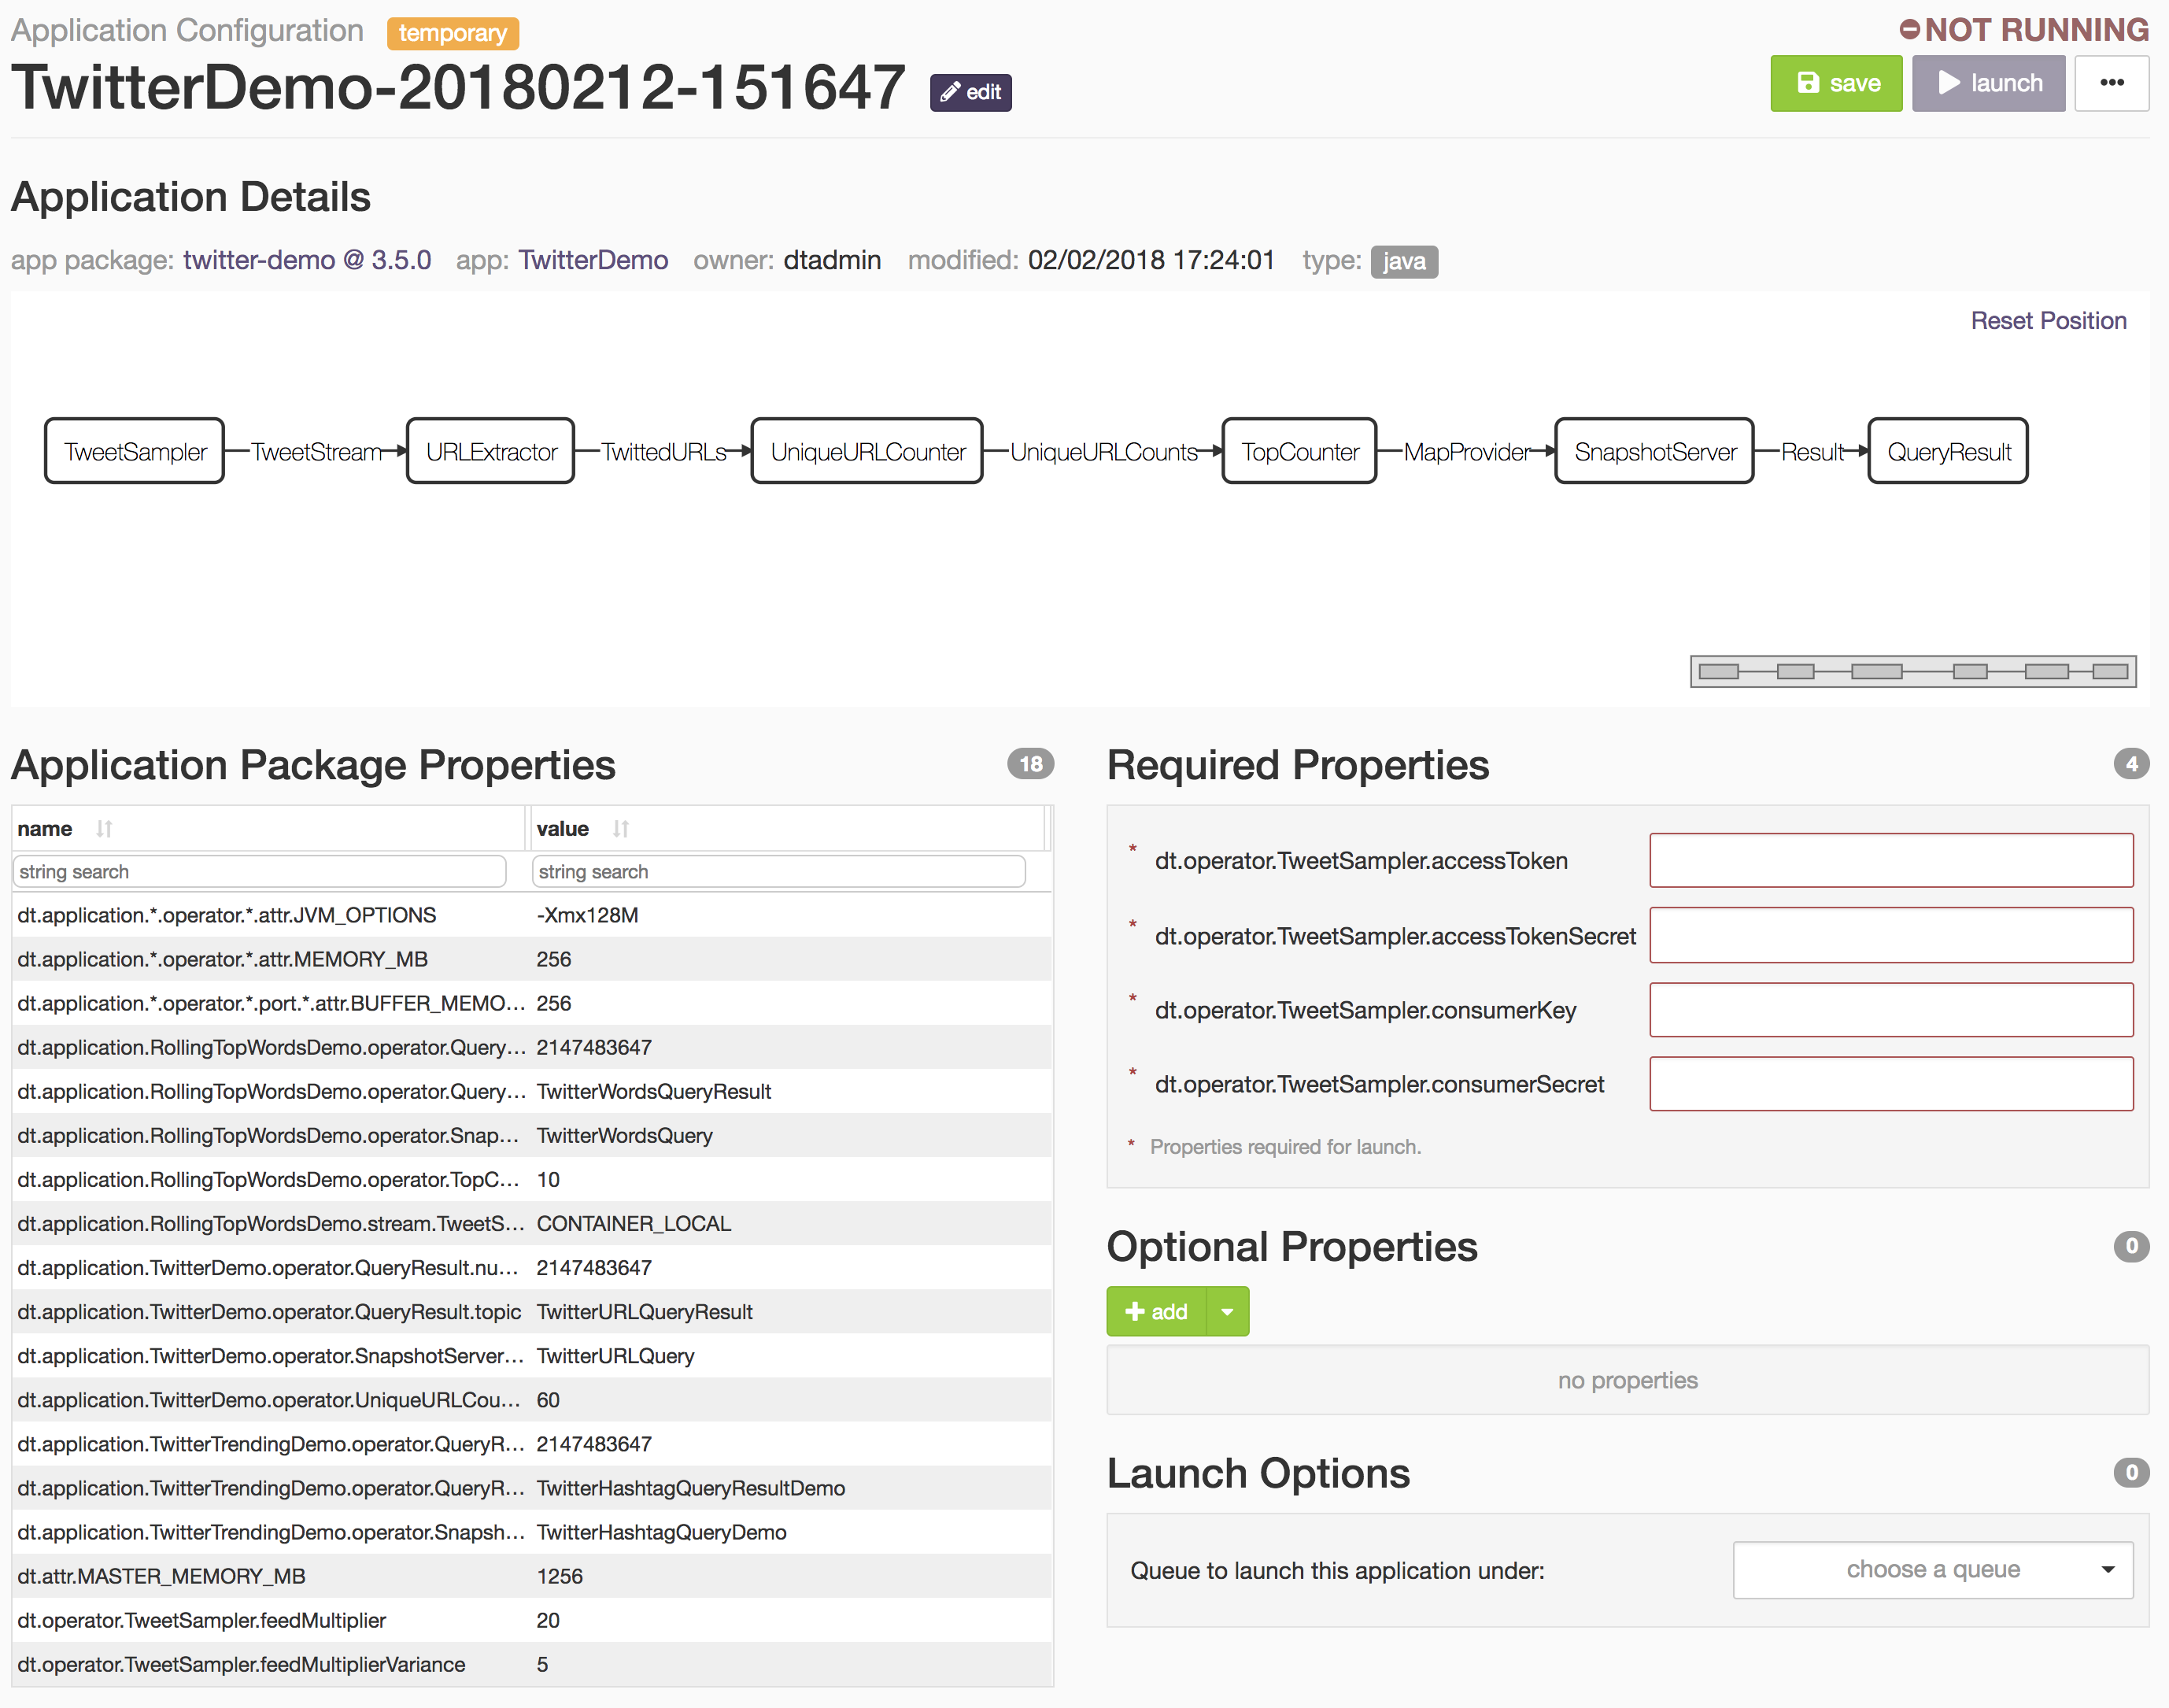 Application Configuration temporary
NOT RUNNING
TwitterDemo-20180212-151647 edit
save launch •••
Application Details
app package: twitter-demo @ 3.5.0 app: TwitterDemo owner: dtadmin modified: 02/02/2018 17:24:01 type: java
Reset Position
TweetSampler TweetStream URLExtractor TwittedURLs UniqueURLCounter UniqueURLCounts TopCounter MapProvider SnapshotServer Result QueryResult
Application Package Properties 18
name value
string search string search
dt.application.*.operator.*.attr.JVM_OPTIONS -Xmx128M
dt.application.*.operator.*.attr.MEMORY_MB 256
dt.application.*.operator.*.port.*.attr.BUFFER_MEMO... 256
dt.application.RollingTopWordsDemo.operator.Query... 2147483647
dt.application.RollingTopWordsDemo.operator.Query... TwitterWordsQueryResult
dt.application.RollingTopWordsDemo.operator.Snap... TwitterWordsQuery
dt.application.RollingTopWordsDemo.operator.TopC... 10
dt.application.RollingTopWordsDemo.stream.TweetS... CONTAINER_LOCAL
dt.application.TwitterDemo.operator.QueryResult.nu... 2147483647
dt.application.TwitterDemo.operator.QueryResult.topic TwitterURLQueryResult
dt.application.TwitterDemo.operator.SnapshotServer... TwitterURLQuery
dt.application.TwitterDemo.operator.UniqueURLCou... 60
dt.application.TwitterTrendingDemo.operator.QueryR... 2147483647
dt.application.TwitterTrendingDemo.operator.QueryR... TwitterHashtagQueryResultDemo
dt.application.TwitterTrendingDemo.operator.Snapsh... TwitterHashtagQueryDemo
dt.attr.MASTER_MEMORY_MB 1256
dt.operator.TweetSampler.feedMultiplier 20
dt.operator.TweetSampler.feedMultiplierVariance 5
Required Properties 4
* dt.operator.TweetSampler.accessToken
* dt.operator.TweetSampler.accessTokenSecret
* dt.operator.TweetSampler.consumerKey
* dt.operator.TweetSampler.consumerSecret
* Properties required for launch.
Optional Properties 0
add
no properties
Launch Options 0
Queue to launch this application under: choose a queue